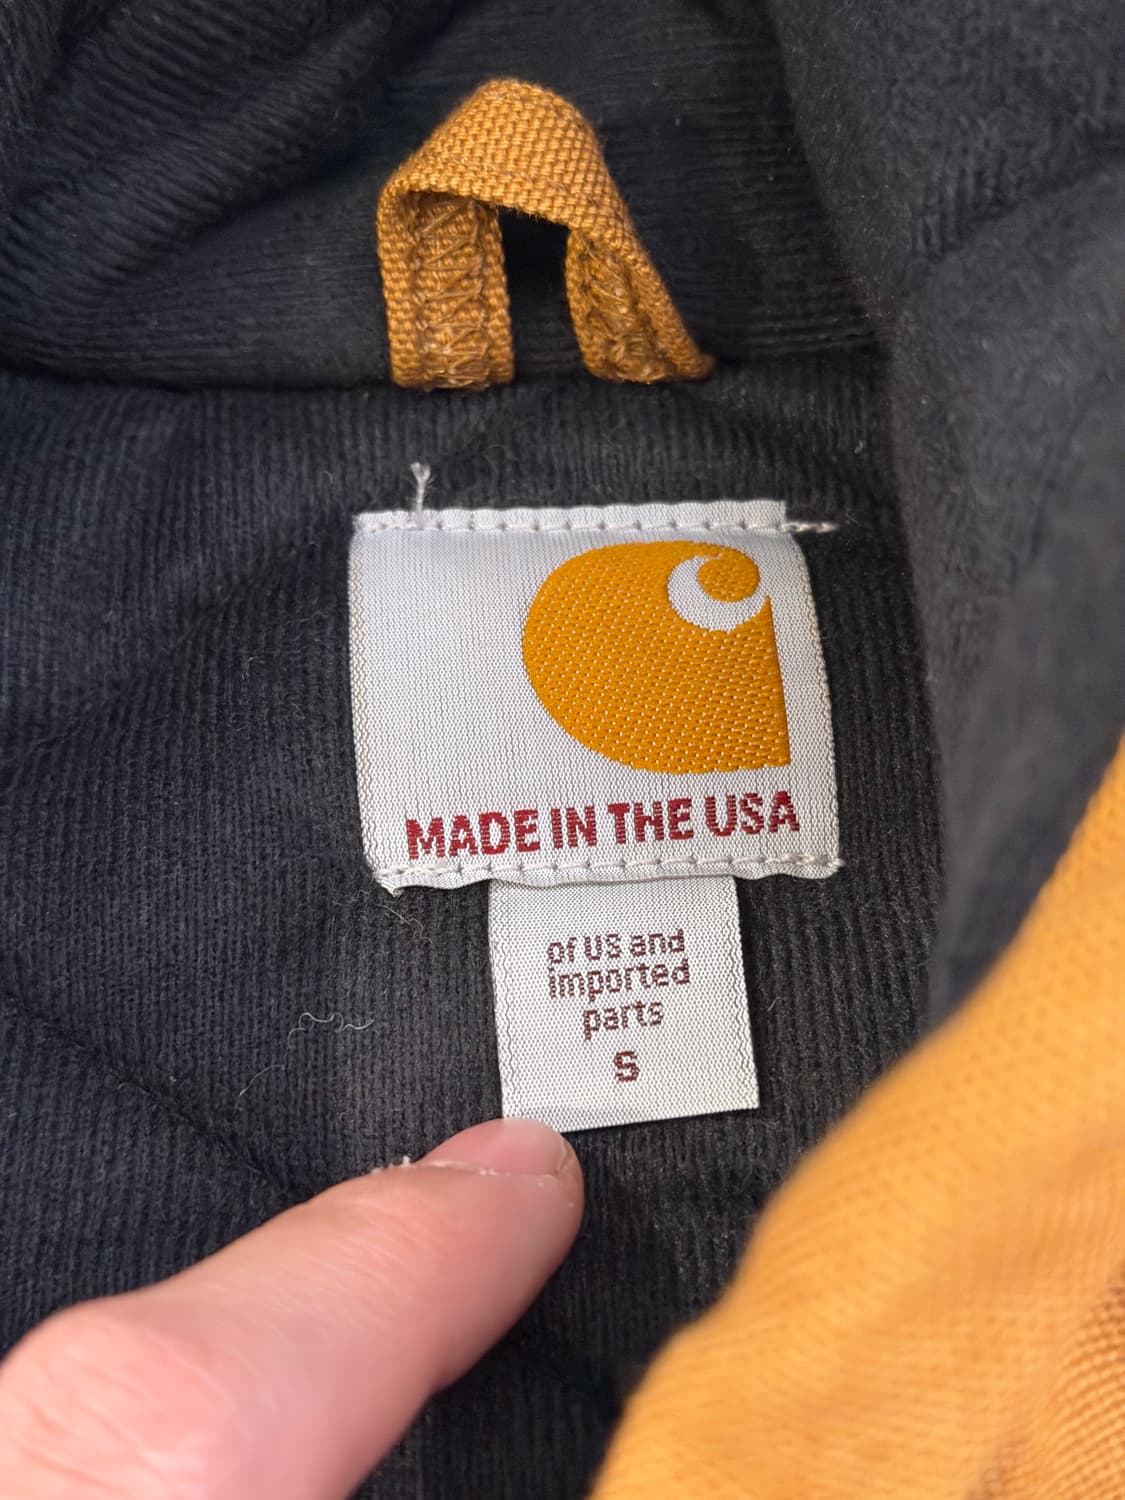 MADE IN THE USA
of US and
imported
parts
S